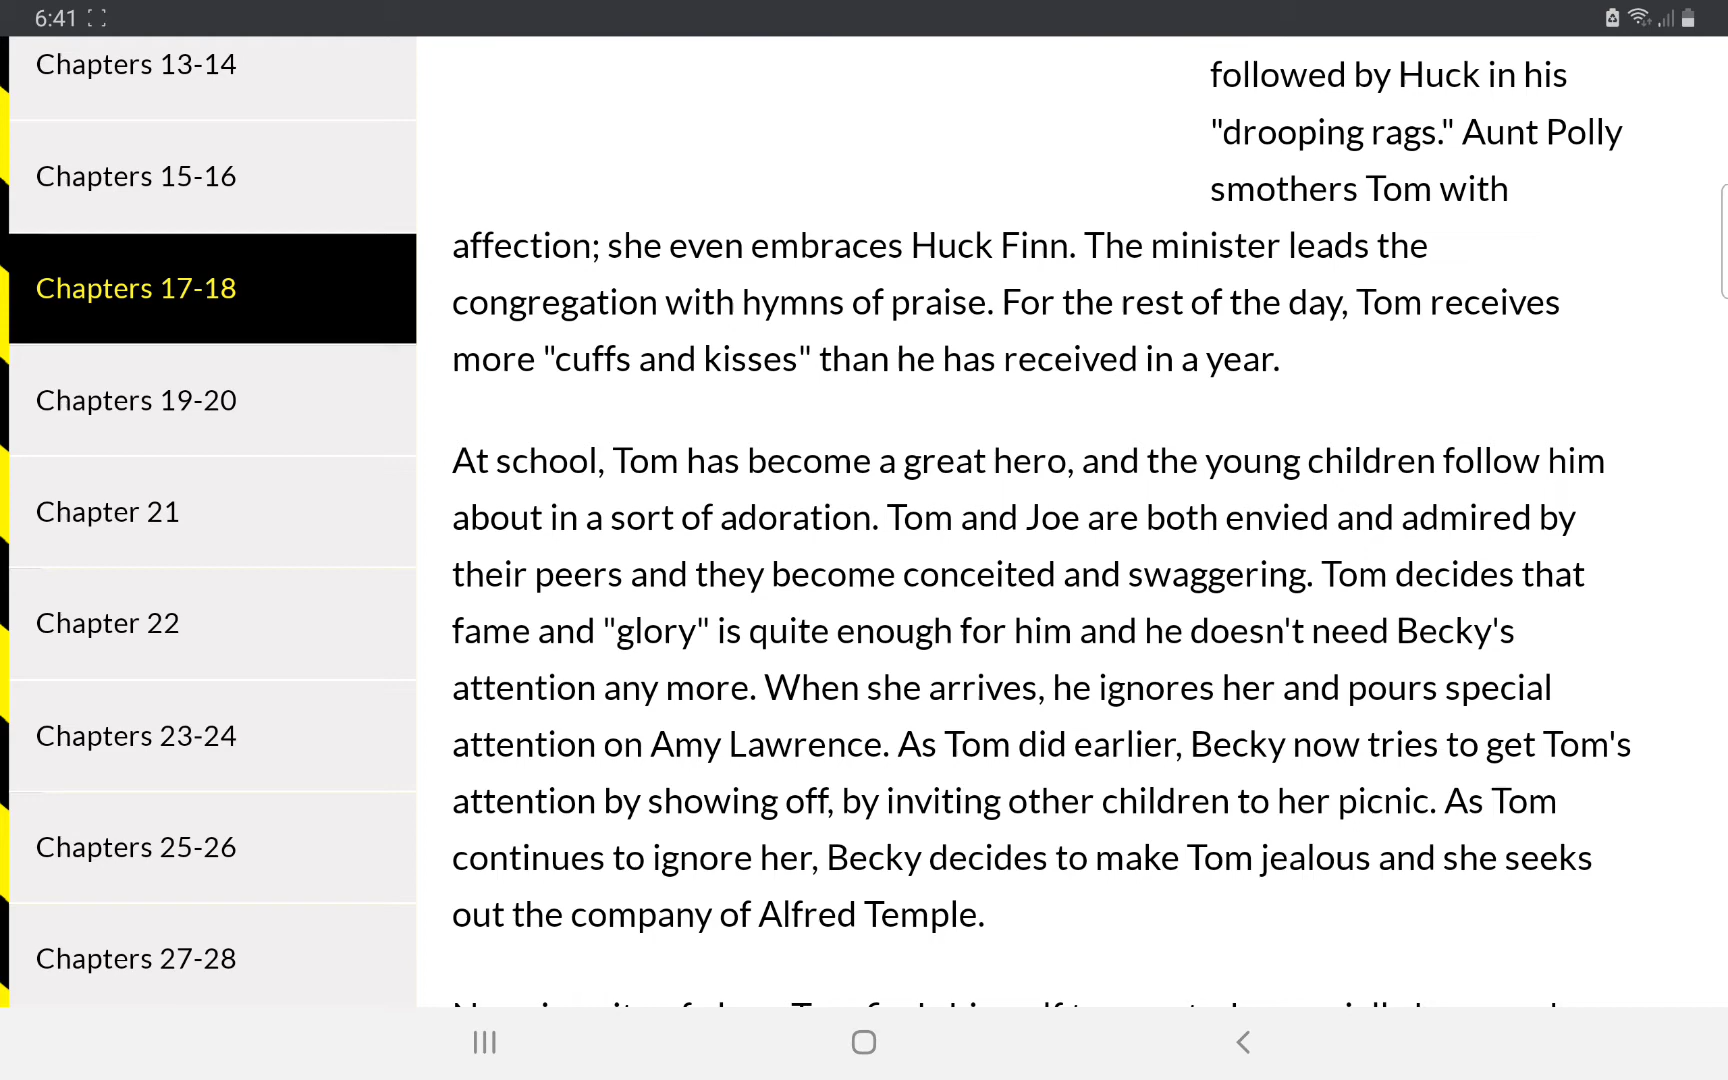 6:41
Chapters 13-14
Chapters 15-16
Chapters 17-18
Chapters 19-20
Chapter 21
Chapter 22
Chapters 23-24
Chapters 25-26
Chapters 27-28
followed by Huck in his
"drooping rags." Aunt Polly
smothers Tom with
affection; she even embraces Huck Finn. The minister leads the
congregation with hymns of praise. For the rest of the day, Tom receives
more "cuffs and kisses" than he has received in a year.
At school, Tom has become a great hero, and the young children follow him
about in a sort of adoration. Tom and Joe are both envied and admired by
their peers and they become conceited and swaggering. Tom decides that
fame and "glory" is quite enough for him and he doesn't need Becky's
attention any more. When she arrives, he ignores her and pours special
attention on Amy Lawrence. As Tom did earlier, Becky now tries to get Tom's
attention by showing off, by inviting other children to her picnic. As Tom
continues to ignore her, Becky decides to make Tom jealous and she seeks
out the company of Alfred Temple.